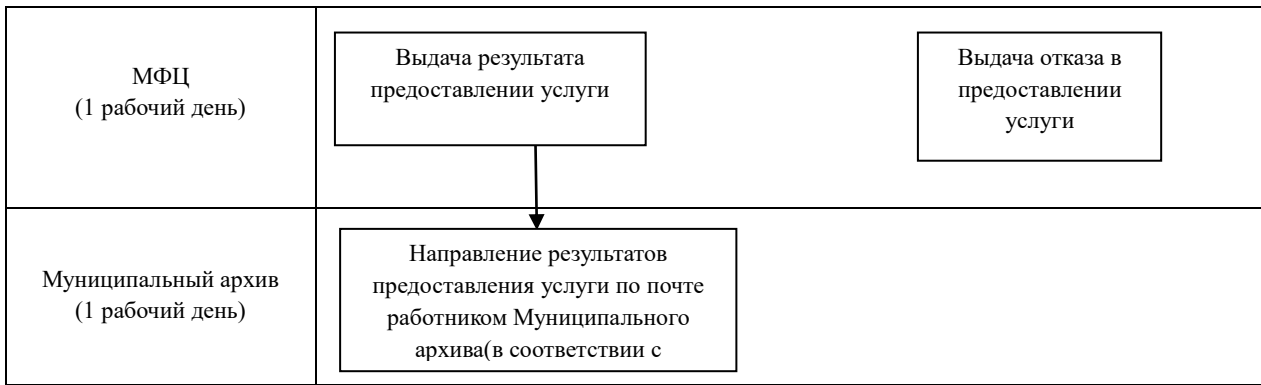 МФЦ
(1 рабочий день)
Выдача результата
предоставлении услуги
Выдача отказа в
предоставлении
услуги
Муниципальный архив
(1 рабочий день)
Направление результатов
предоставления услуги по почте
работником Муниципального
архива(в соответствии с